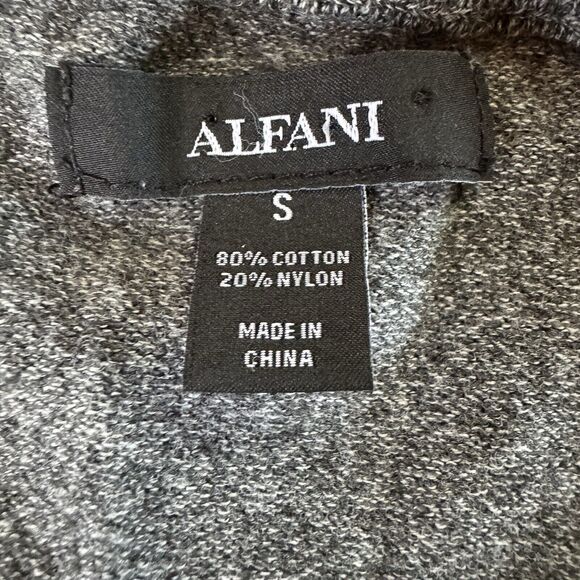 ALFANI
S
80% COTTON
20% NYLON
MADE IN
CHINA